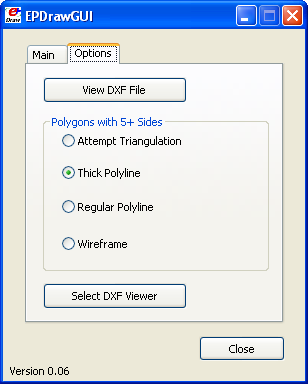 e-Draw EPDrawGUI
Main Options
View DXF File
Polygons with 5+ Sides
Attempt Triangulation
Thick Polyline
Regular Polyline
Wireframe
Select DXF Viewer
Close
Version 0.06